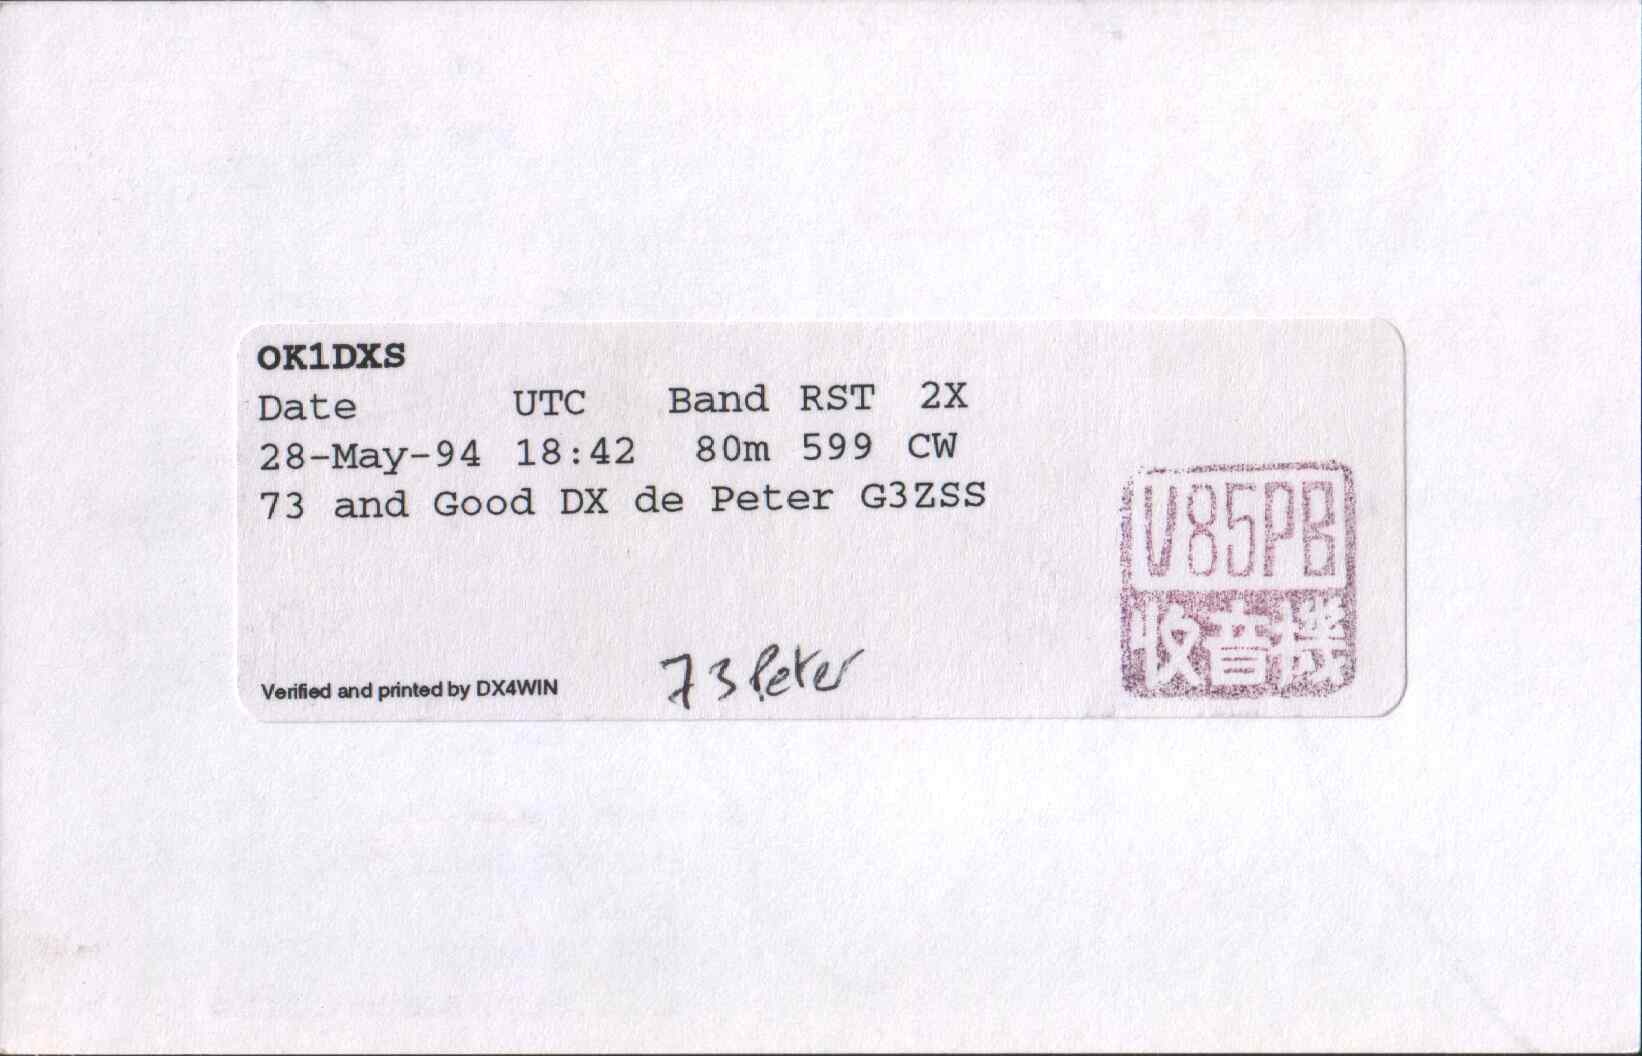 OK1DXS
Date UTC Band RST 2X
28-May-94 18:42 80m 599 CW
73 and Good DX de Peter G3ZSS
V85PB
收音機
Verified and printed by DX4WIN
73 Peter